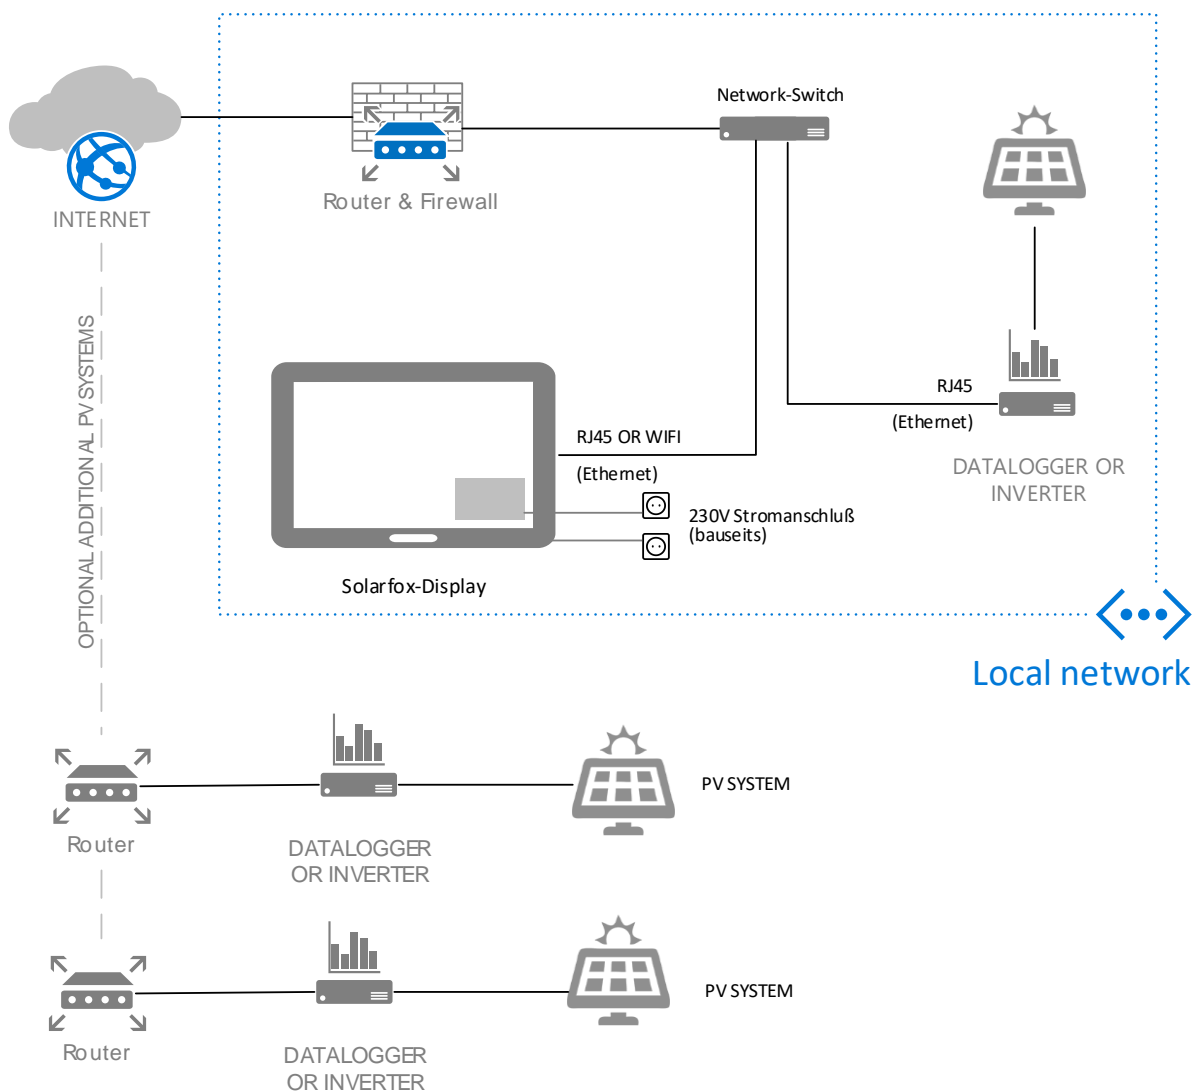 Network-Switch
INTERNET
Router & Firewall
OPTIONAL ADDITIONAL PV SYSTEMS
RJ45
(Ethernet)
RJ45 OR WIFI
(Ethernet)
DATALOGGER OR
INVERTER
230V Stromanschluß
(bauseits)
Solarfox-Display
Local network
PV SYSTEM
Router
DATALOGGER
OR INVERTER
PV SYSTEM
Router
DATALOGGER
OR INVERTER